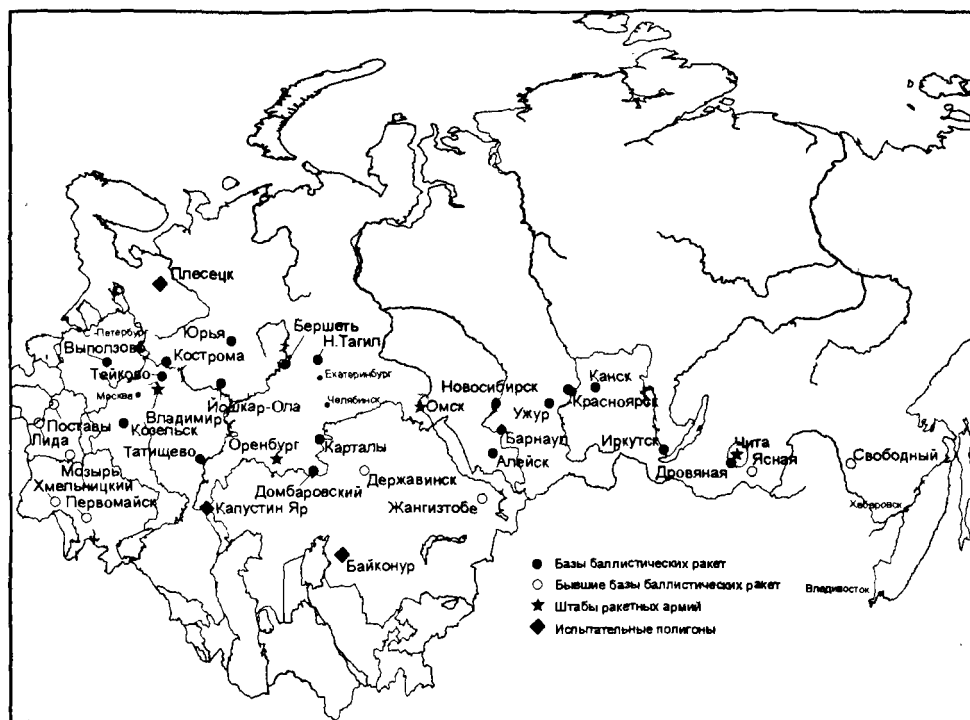 Плесецк
С.-Петербург
Выползово
Юрья
Кострома
Бершеть
Н.Тагил
Екатеринбург
Тейково
Москва
Владимир
Йошкар-Ола
Челябинск
Новосибирск
Омск
Ужур
Канск
Красноярск
Поставы
Лида
Козельск
Татищево
Оренбург
Карталы
Барнаул
Алейск
Иркутск
Чита
Дровяная
Ясная
Свободный
Мозырь
Хмельницкий
Первомайск
Домбаровский
Державинск
Капустин Яр
Жангизтобе
Хабаровск
Байконур
Владивосток
Базы баллистических ракет
Бывшие базы баллистических ракет
Штабы ракетных армий
Испытательные полигоны